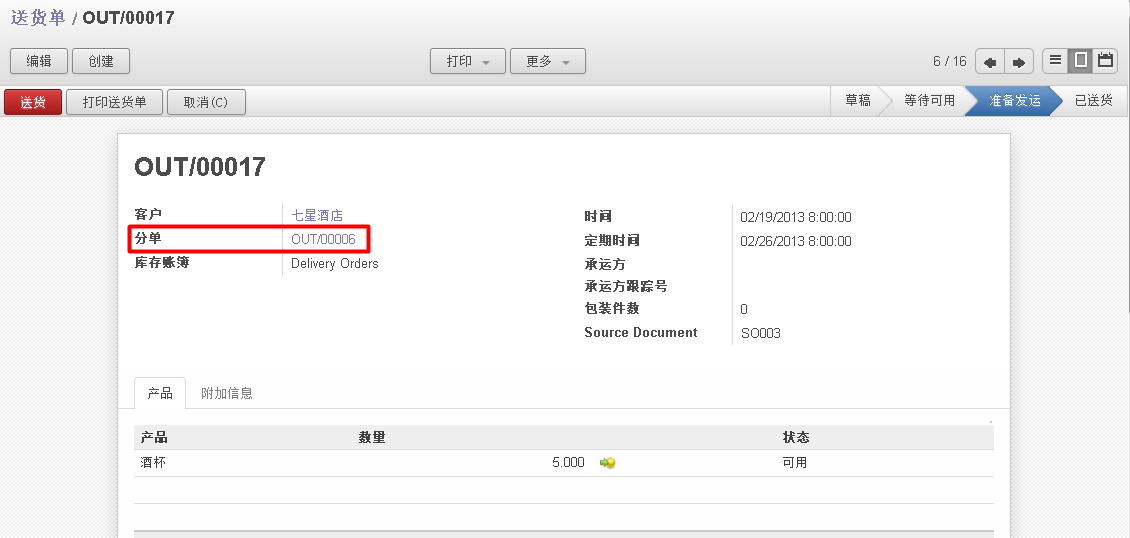 送货单 / OUT/00017
编辑 创建 打印 更多 6 / 16
送货 打印送货单 取消(C) 草稿 等待可用 准备发运 已送货
OUT/00017
客户 七星酒店
分单 OUT/00006
库存账簿 Delivery Orders
时间 02/19/2013 8:00:00
定期时间 02/26/2013 8:00:00
承运方
承运方跟踪号
包装件数 0
Source Document SO003
产品 附加信息
产品 数量 状态
酒杯 5.000 可用